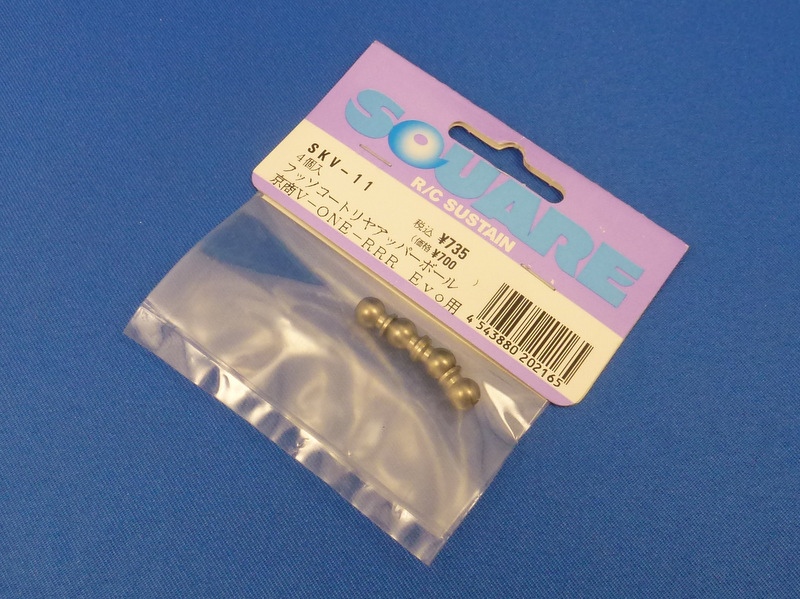 SQUARE
R/C SUSTAIN
SKV-11
4個入
フッソコートリヤアッパーボール
京商V-ONE-RRR Evo用
税込 ¥735
(価格 ¥700 )
4 543880 202165